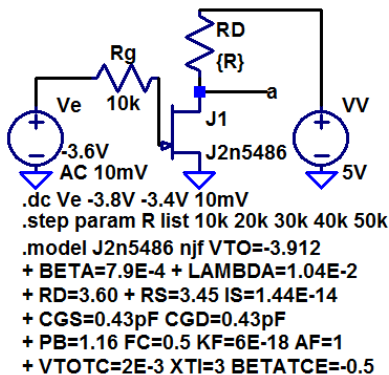 RD
{R}
Rg
10k
a
Ve
J1
VV
-3.6V
J2n5486
AC 10mV
5V
.dc Ve -3.8V -3.4V 10mV
.step param R list 10k 20k 30k 40k 50k
.model J2n5486 njf VTO=-3.912
+ BETA=7.9E-4 + LAMBDA=1.04E-2
+ RD=3.60 + RS=3.45 IS=1.44E-14
+ CGS=0.43pF CGD=0.43pF
+ PB=1.16 FC=0.5 KF=6E-18 AF=1
+ VTOTC=2E-3 XTI=3 BETATCE=-0.5